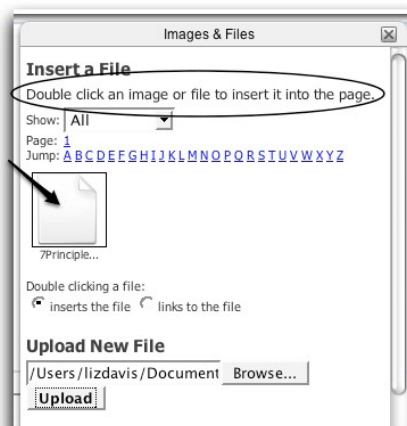 Images & Files
Insert a File
Double click an image or file to insert it into the page.
Show: All
Page: 1
Jump: A B C D E F G H I J K L M N O P Q R S T U V W X Y Z
7Principle...
Double clicking a file:
inserts the file links to the file
Upload New File
/Users/lizdavis/Document Browse...
Upload